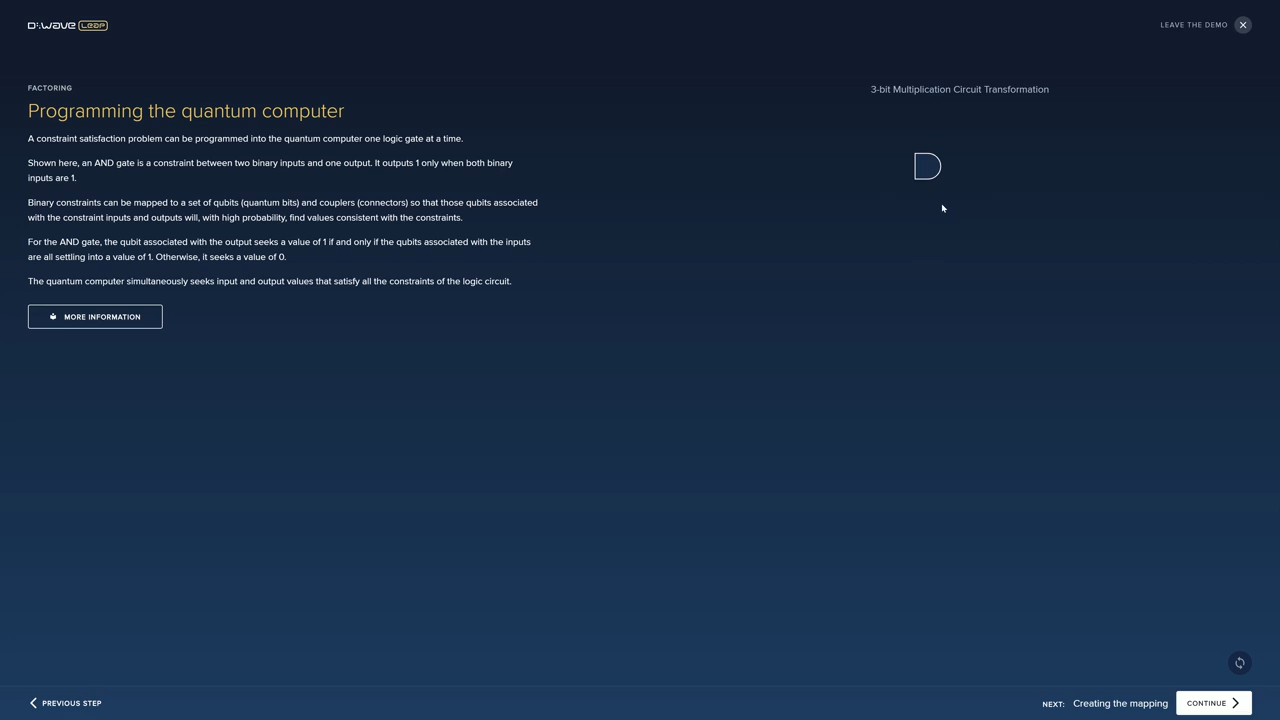 D:wave Leap
LEAVE THE DEMO
FACTORING
Programming the quantum computer
3-bit Multiplication Circuit Transformation
A constraint satisfaction problem can be programmed into the quantum computer one logic gate at a time.
Shown here, an AND gate is a constraint between two binary inputs and one output. It outputs 1 only when both binary
inputs are 1.
Binary constraints can be mapped to a set of qubits (quantum bits) and couplers (connectors) so that those qubits associated
with the constraint inputs and outputs will, with high probability, find values consistent with the constraints.
For the AND gate, the qubit associated with the output seeks a value of 1 if and only if the qubits associated with the inputs
are all settling into a value of 1. Otherwise, it seeks a value of 0.
The quantum computer simultaneously seeks input and output values that satisfy all the constraints of the logic circuit.
MORE INFORMATION
PREVIOUS STEP
NEXT: Creating the mapping
CONTINUE